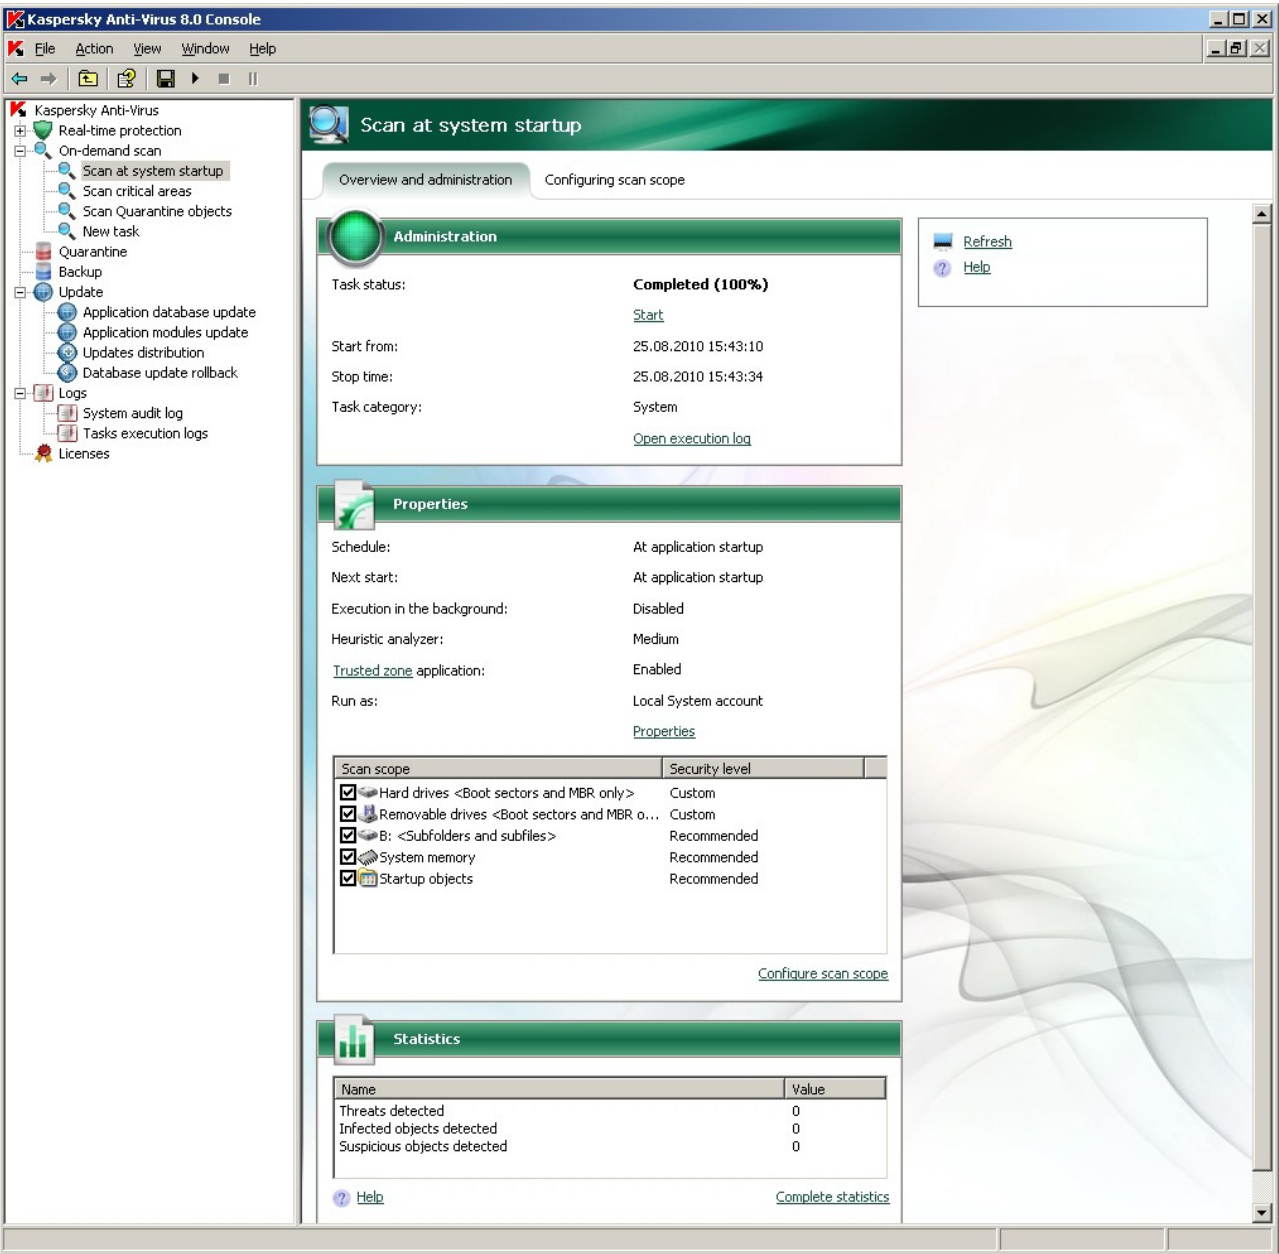 Kaspersky Anti-Virus 8.0 Console
File Action View Window Help
Kaspersky Anti-Virus
Real-time protection
On-demand scan
Scan at system startup
Scan critical areas
Scan Quarantine objects
New task
Quarantine
Backup
Update
Application database update
Application modules update
Updates distribution
Database update rollback
Logs
System audit log
Tasks execution logs
Licenses
Scan at system startup
Overview and administration Configuring scan scope
Administration
Task status: Completed (100%)
Start
Start from: 25.08.2010 15:43:10
Stop time: 25.08.2010 15:43:34
Task category: System
Open execution log
Properties
Schedule: At application startup
Next start: At application startup
Execution in the background: Disabled
Heuristic analyzer: Medium
Trusted zone application: Enabled
Run as: Local System account
Properties
Scan scope Security level
Hard drives <Boot sectors and MBR only> Custom
Removable drives <Boot sectors and MBR o... Custom
B: <Subfolders and subfiles> Recommended
System memory Recommended
Startup objects Recommended
Configure scan scope
Statistics
Name Value
Threats detected 0
Infected objects detected 0
Suspicious objects detected 0
Help Complete statistics
Refresh
Help